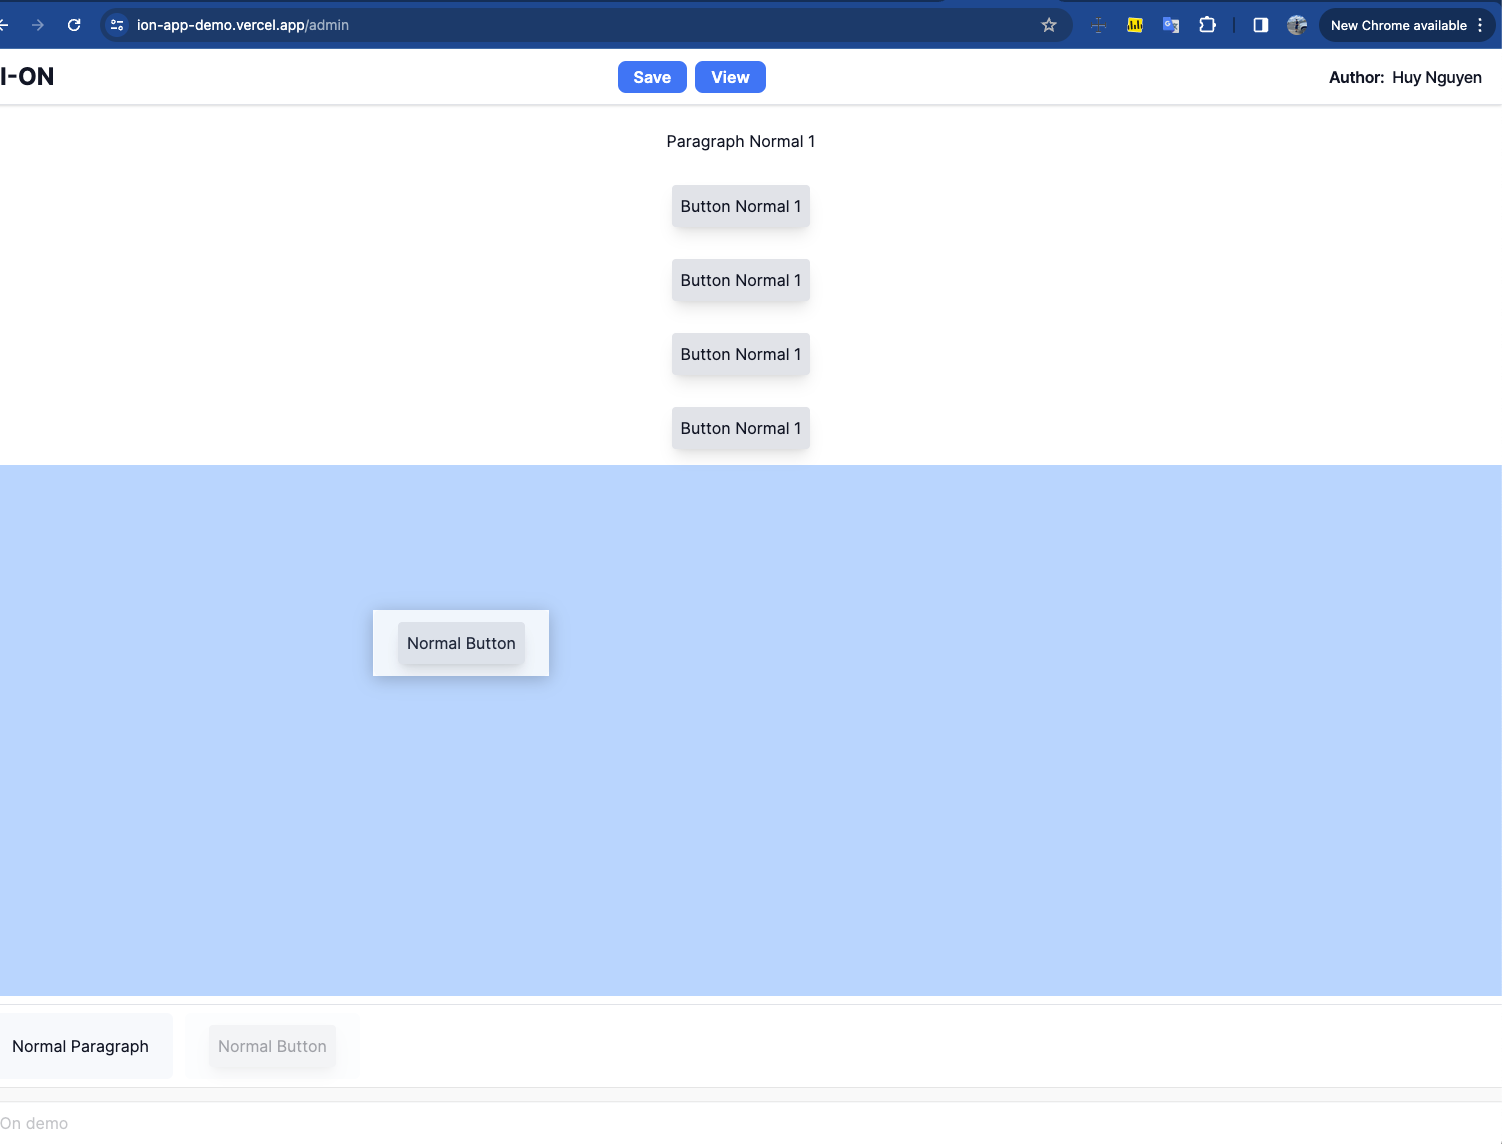 ion-app-demo.vercel.app/admin
New Chrome available
I-ON
Save
View
Author: Huy Nguyen
Paragraph Normal 1
Button Normal 1
Button Normal 1
Button Normal 1
Button Normal 1
Normal Button
Normal Paragraph
Normal Button
On demo